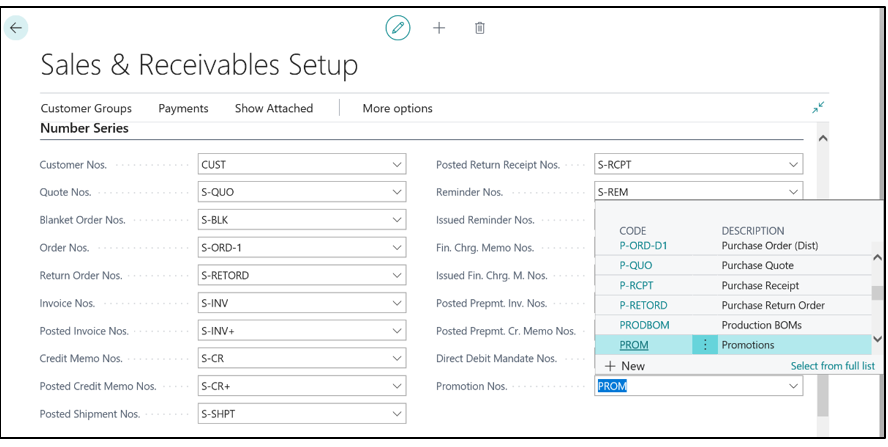 Sales & Receivables Setup
Customer Groups Payments Show Attached More options
Number Series
Customer Nos. CUST
Quote Nos. S-QUO
Blanket Order Nos. S-BLK
Order Nos. S-ORD-1
Return Order Nos. S-RETORD
Invoice Nos. S-INV
Posted Invoice Nos. S-INV+
Credit Memo Nos. S-CR
Posted Credit Memo Nos. S-CR+
Posted Shipment Nos. S-SHPT
Posted Return Receipt Nos. S-RCPT
Reminder Nos. S-REM
Issued Reminder Nos.
Fin. Chrg. Memo Nos.
Issued Fin. Chrg. M. Nos.
Posted Prepmt. Inv. Nos.
Posted Prepmt. Cr. Memo Nos.
Direct Debit Mandate Nos.
Promotion Nos. PROM
CODE DESCRIPTION
P-ORD-D1 Purchase Order (Dist)
P-QUO Purchase Quote
P-RCPT Purchase Receipt
P-RETORD Purchase Return Order
PRODBOM Production BOMs
PROM Promotions
New Select from full list